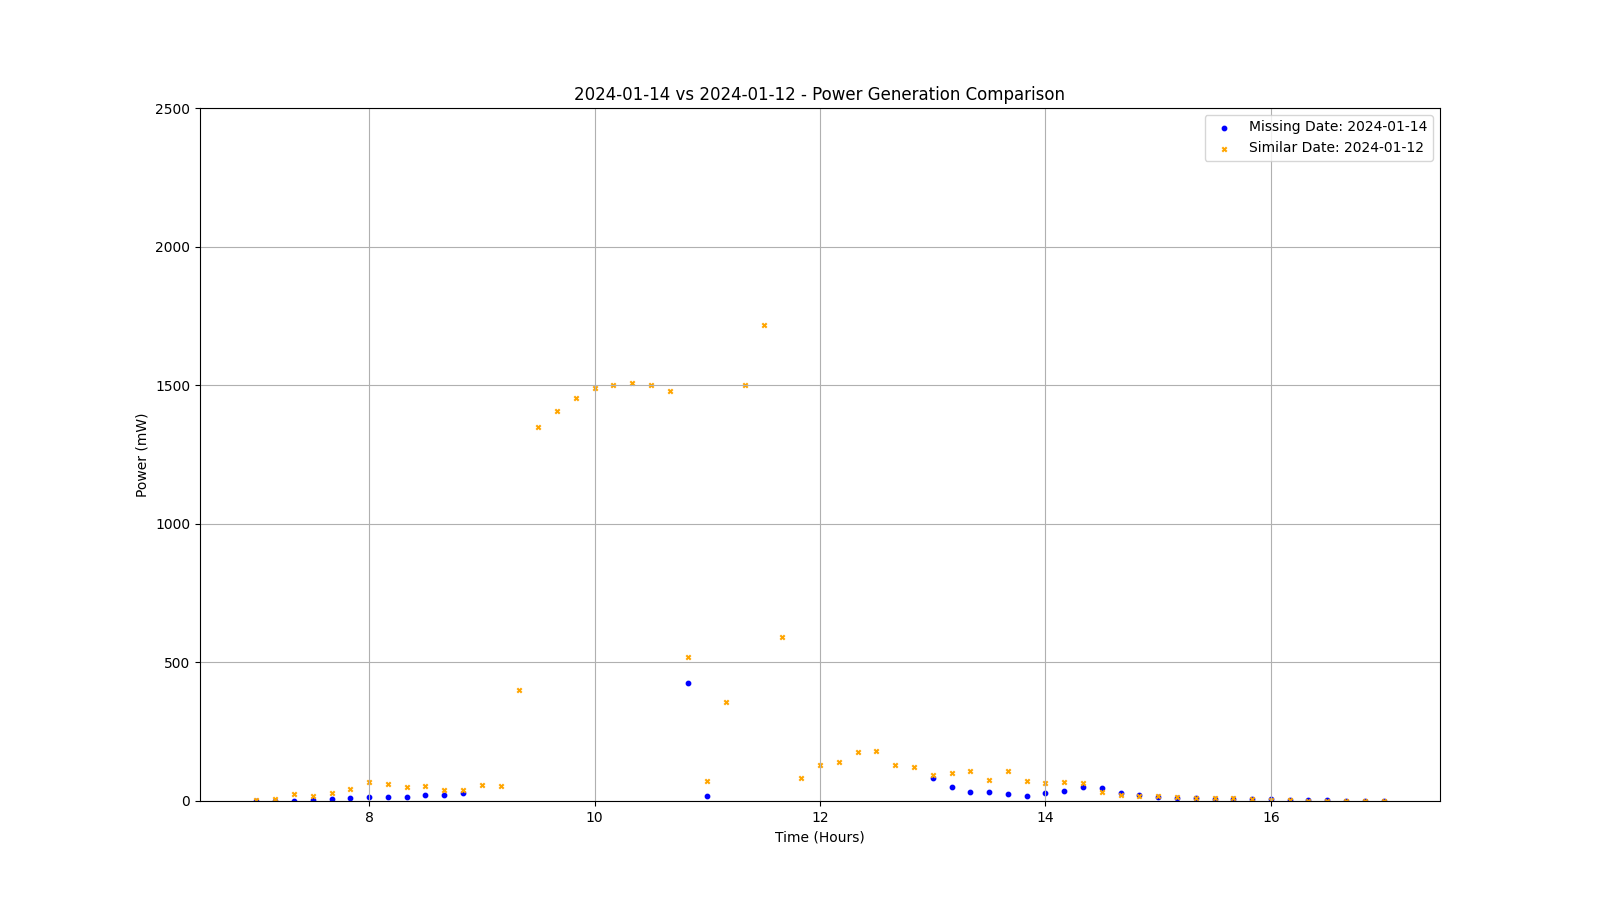 2024-01-14 vs 2024-01-12 - Power Generation Comparison
2500
2000
1500
1000
500
0
Power (mW)
Missing Date: 2024-01-14
Similar Date: 2024-01-12
8 10 12 14 16
Time (Hours)